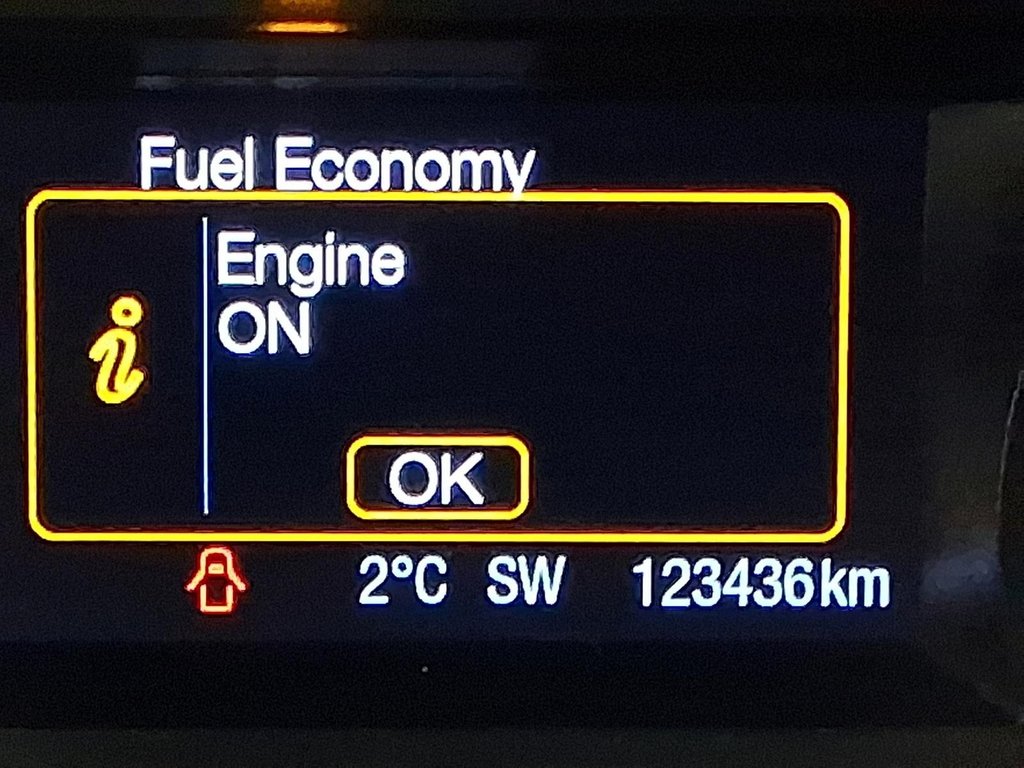 Fuel Economy
Engine
ON
OK
2°C SW 123436km